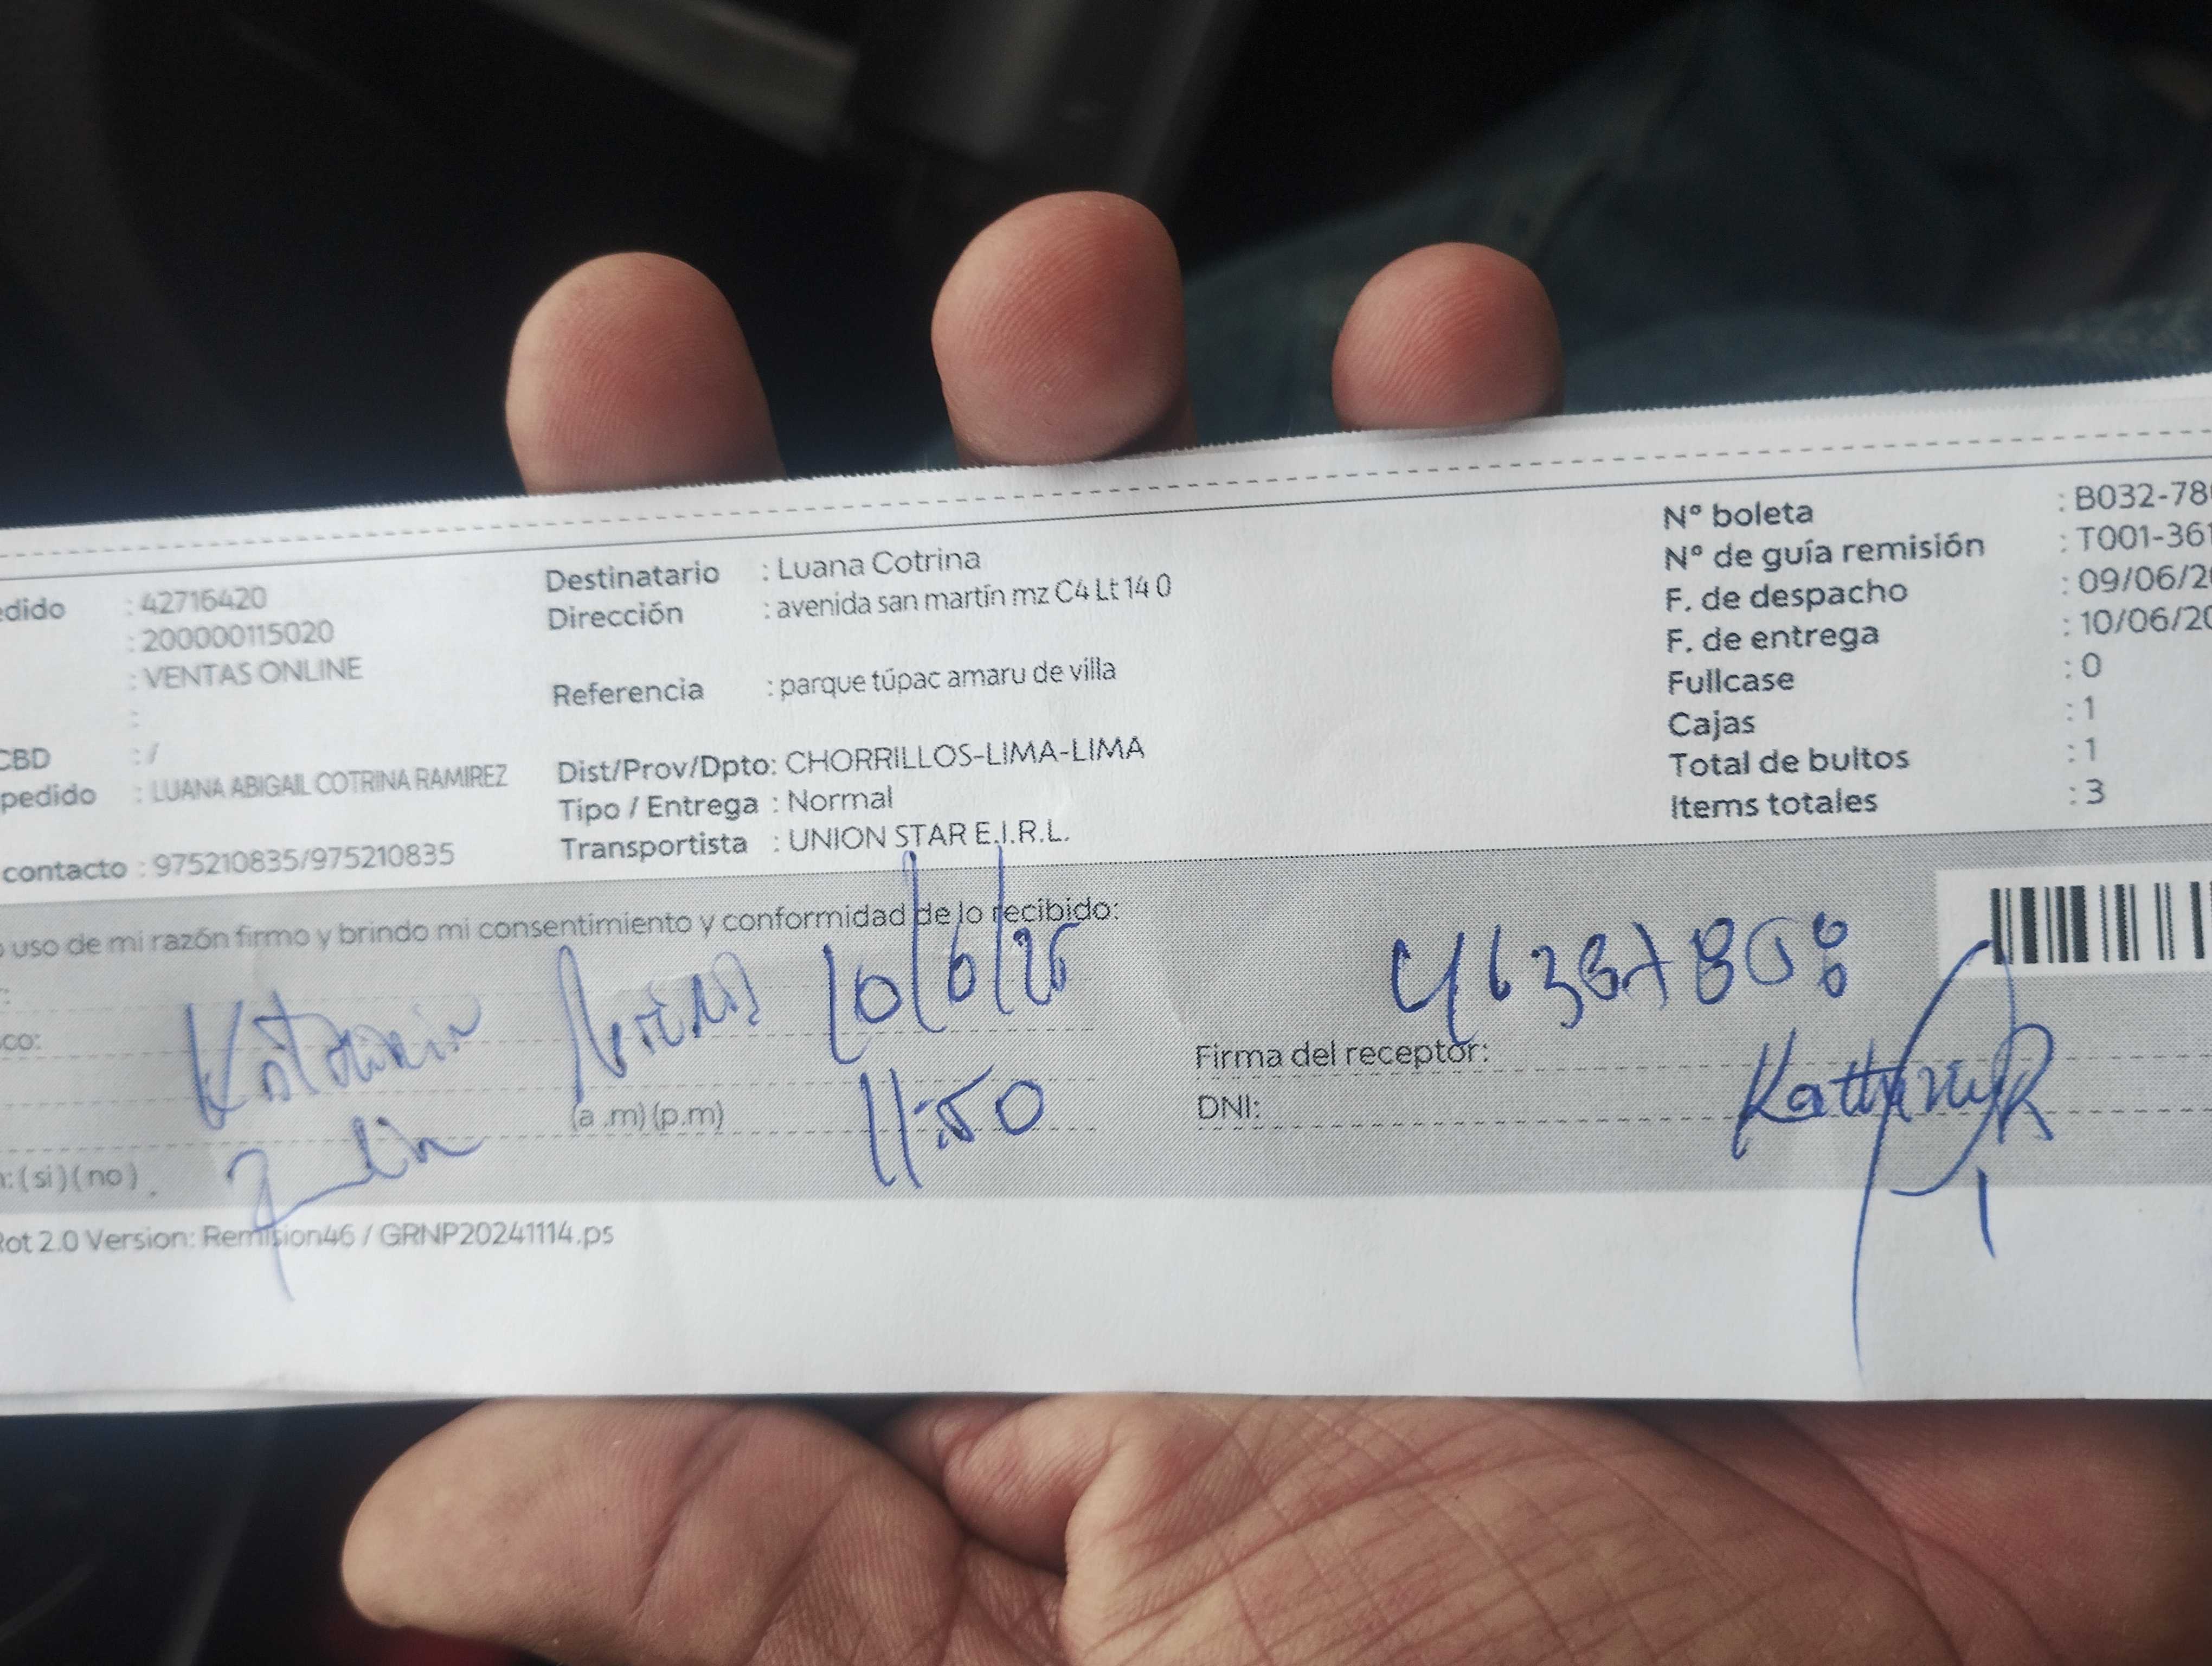 edido : 42716420
: 200000115020
: VENTAS ONLINE
:
CBD : /
pedido : LUANA ABIGAIL COTRINA RAMIREZ
contacto : 975210835/975210835
Destinatario : Luana Cotrina
Dirección : avenida san martín mz C4 Lt 14 0
Referencia : parque túpac amaru de villa
Dist/Prov/Dpto: CHORRILLOS-LIMA-LIMA
Tipo / Entrega : Normal
Transportista : UNION STAR E.I.R.L.
Nº boleta : B032-78
Nº de guía remisión : T001-361
F. de despacho : 09/06/2
F. de entrega : 10/06/20
Fullcase : 0
Cajas : 1
Total de bultos : 1
Items totales : 3
o uso de mi razón firmo y brindo mi consentimiento y conformidad de lo recibido:
10/6/25
co:
Firma del receptor:
(a .m) (p.m) 11:50
DNI:
n: (si) (no)
Rot 2.0 Version: Remision46 / GRNP20241114.ps